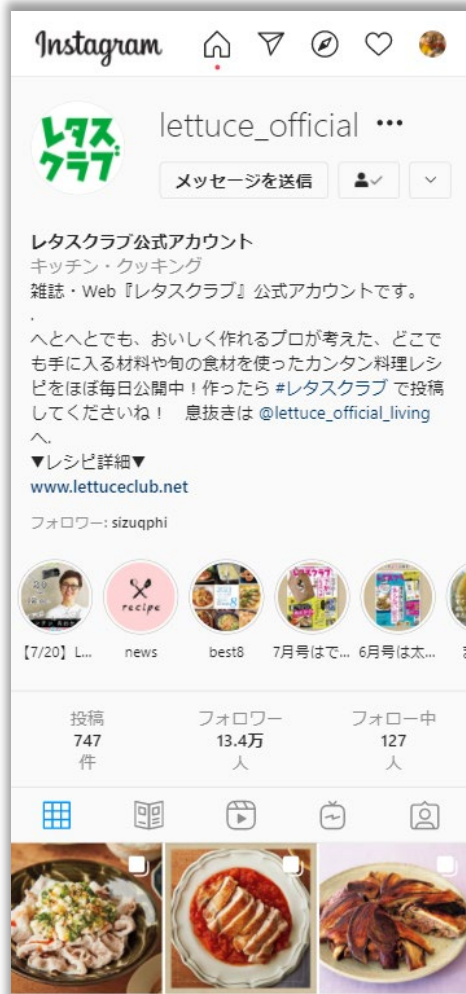 Instagram
レタス
クラブ
lettuce_official
メッセージを送信
レタスクラブ公式アカウント
キッチン・クッキング
雑誌・Web『レタスクラブ』公式アカウントです。
.
へとへとでも、おいしく作れるプロが考えた、どこで
も手に入る材料や旬の食材を使ったカンタン料理レシ
ピをほぼ毎日公開中！作ったら #レタスクラブ で投稿
してくださいね！　息抜きは @lettuce_official_living
へ.
▼レシピ詳細▼
www.lettuceclub.net
フォロワー: sizuqphi
recipe
【7/20】L... news best8 7月号はで... 6月号は太...
投稿 フォロワー フォロー中
747 13.4万 127
件 人 人